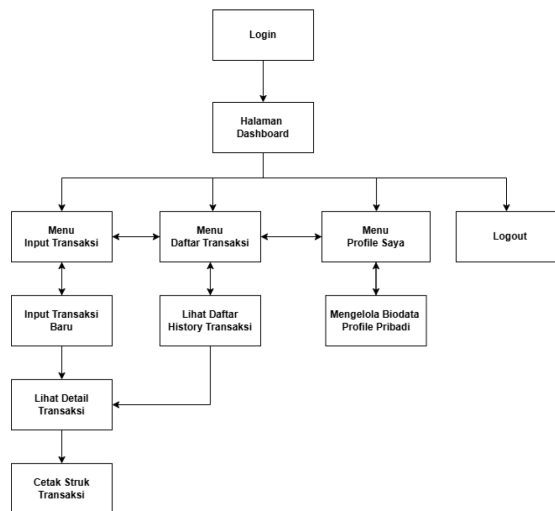 Login
Halaman
Dashboard
Menu
Input Transaksi
Menu
Daftar Transaksi
Menu
Profile Saya
Logout
Input Transaksi
Baru
Lihat Daftar
History Transaksi
Mengelola Biodata
Profile Pribadi
Lihat Detail
Transaksi
Cetak Struk
Transaksi